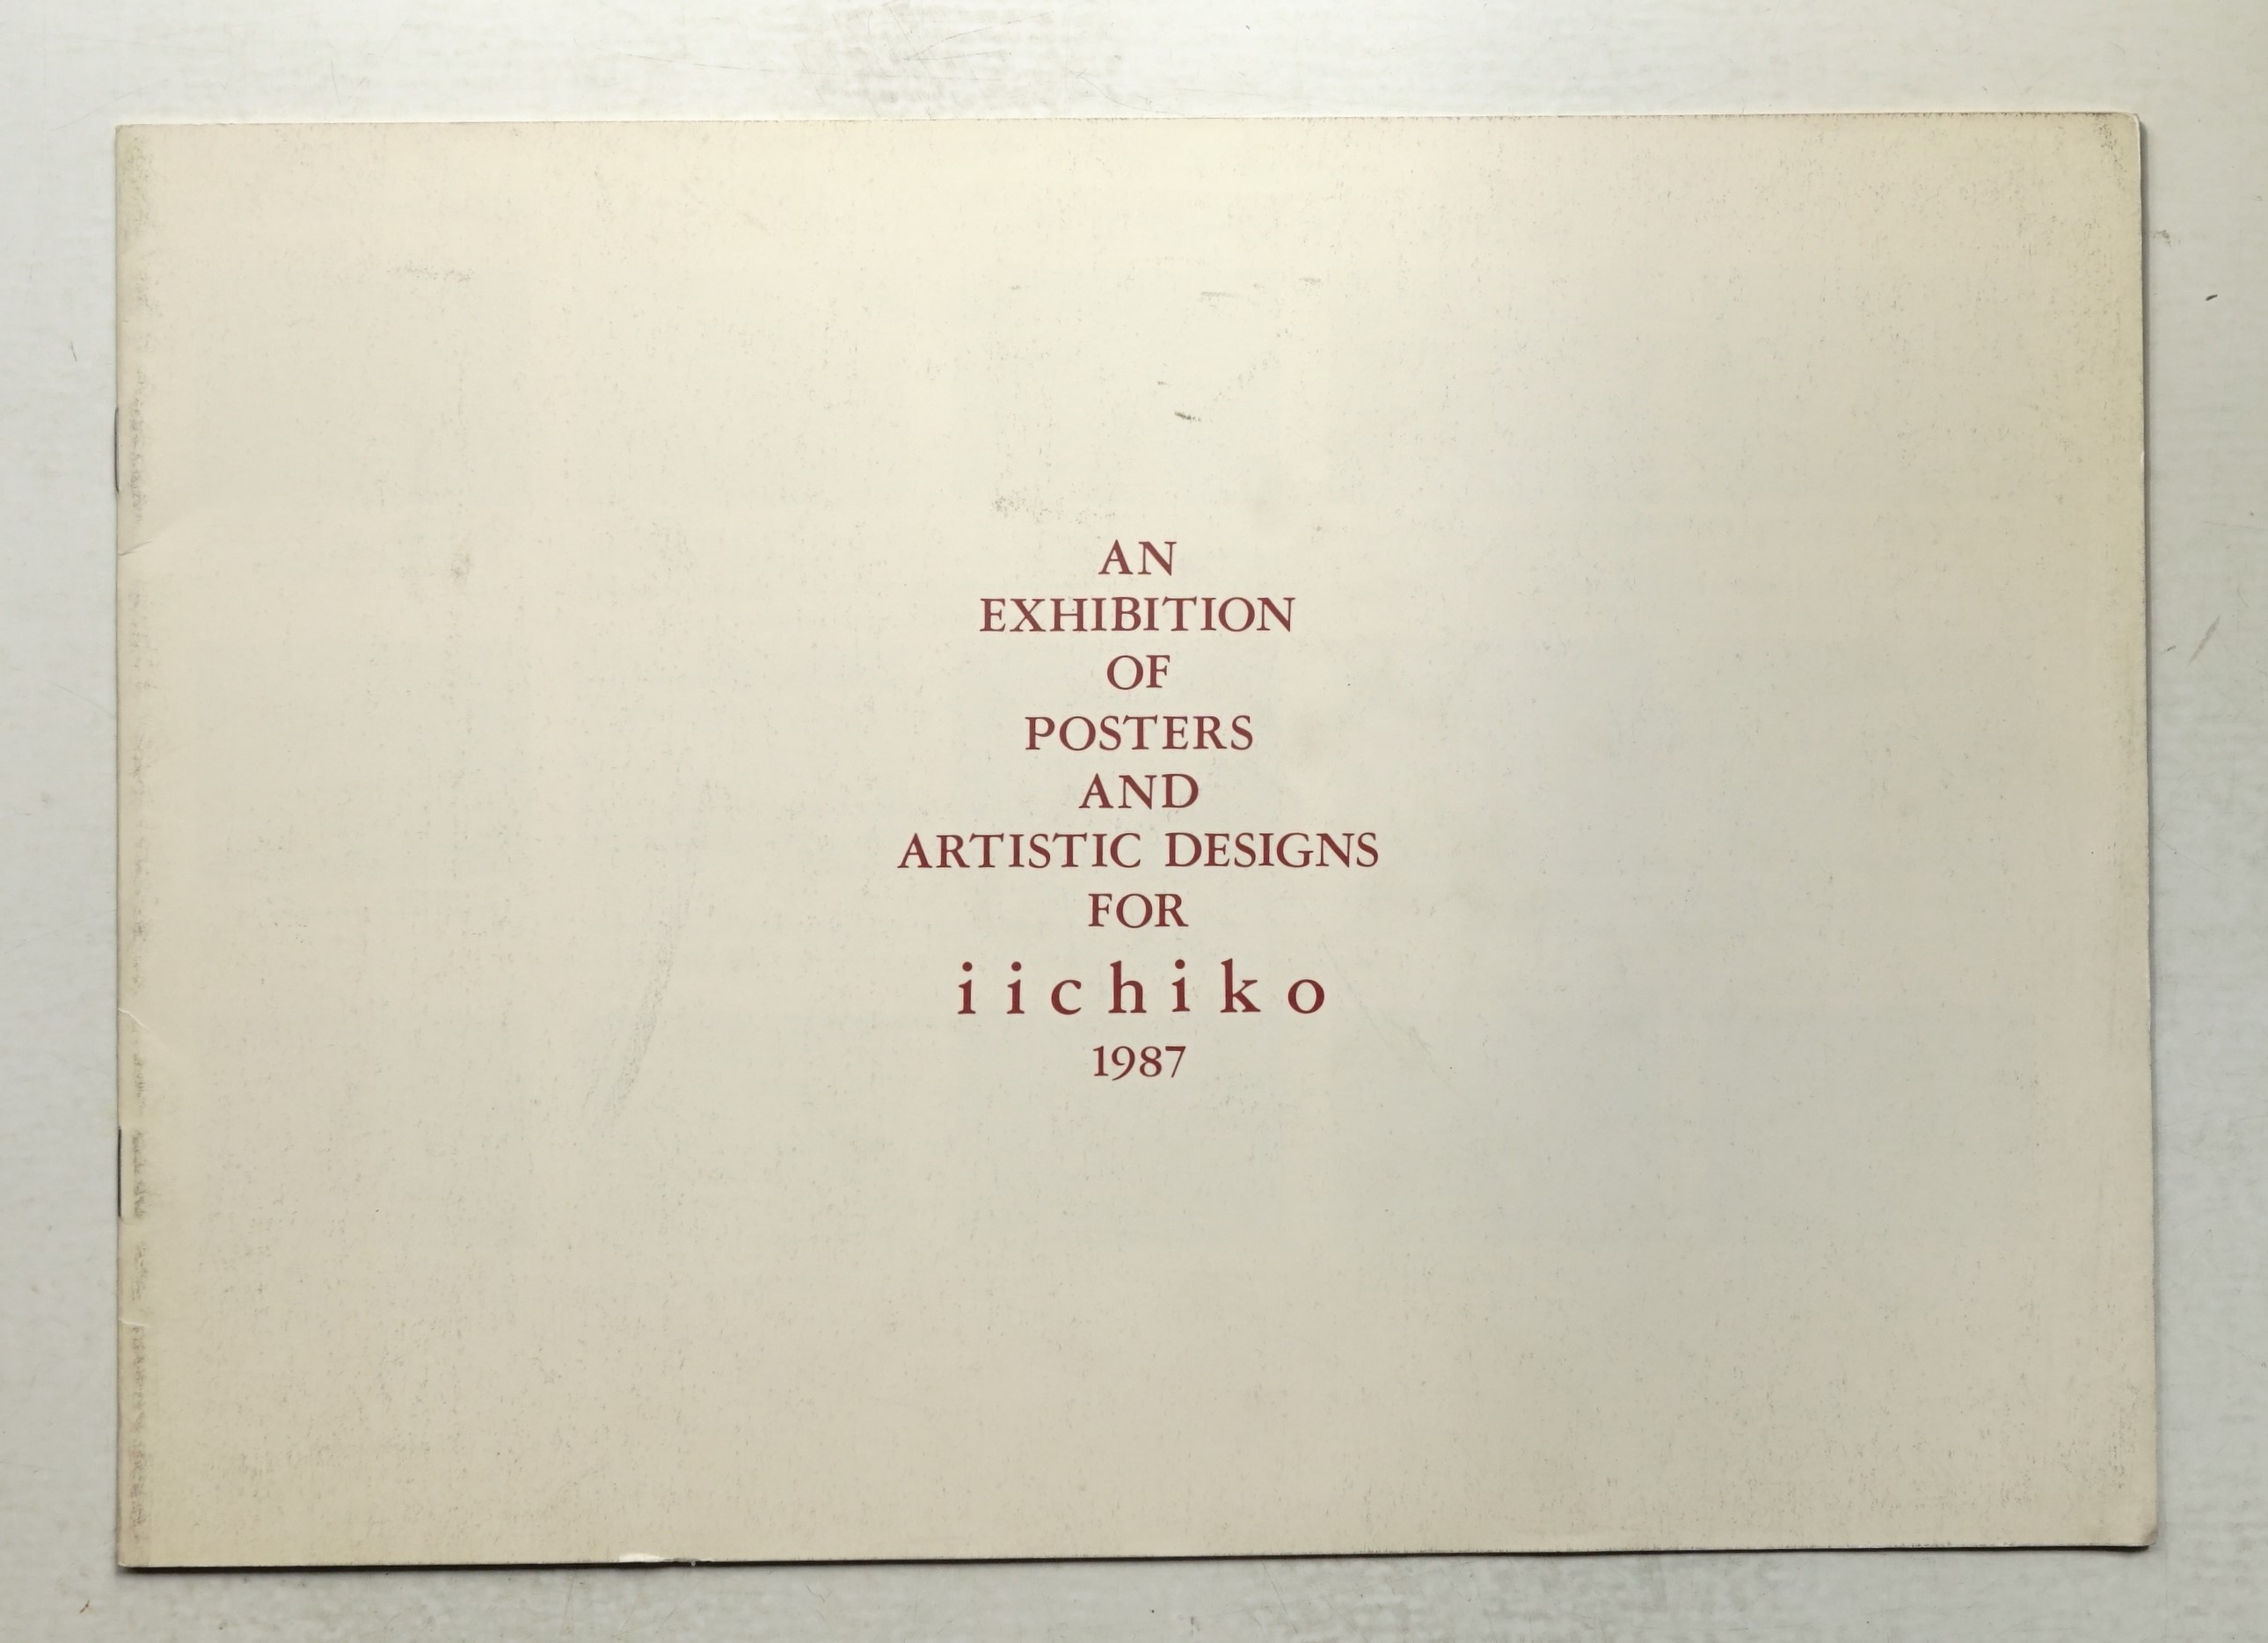 AN
EXHIBITION
OF
POSTERS
AND
ARTISTIC DESIGNS
FOR
iichiko
1987